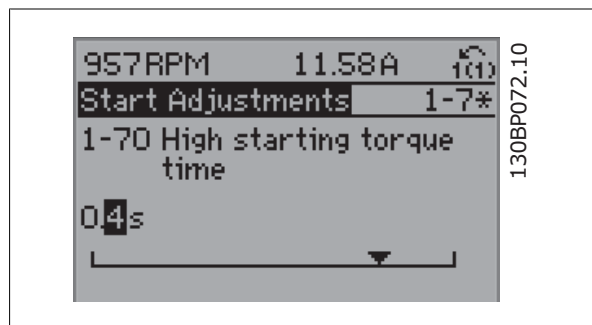 957RPM 11.58A 1(1)
Start Adjustments 1-7*
1-70 High starting torque
time
0.4s
130BP072.10